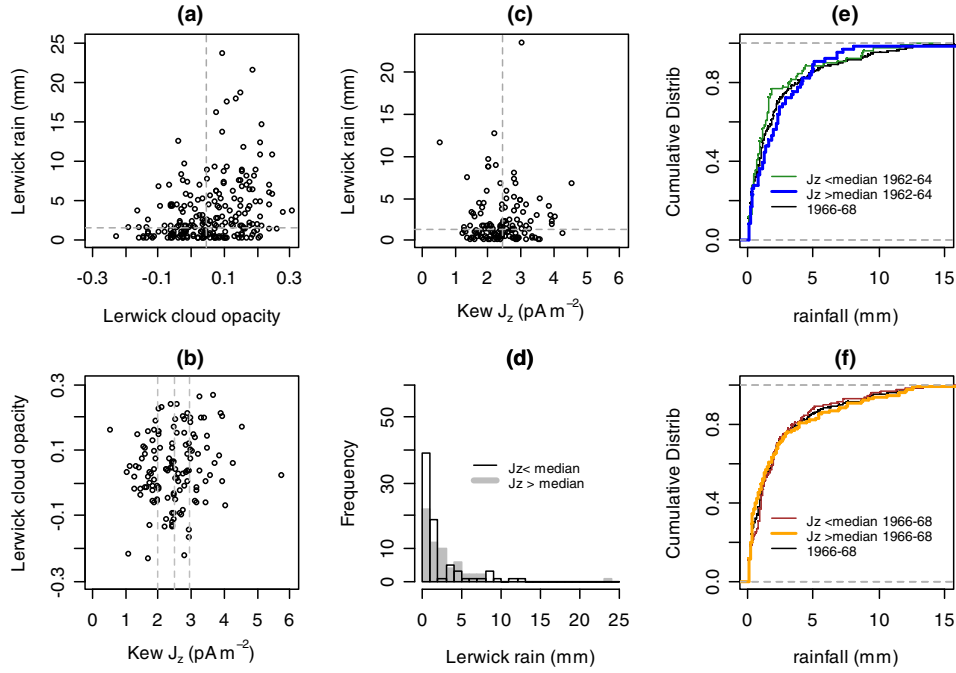 (a)
Lerwick rain (mm)
25
20
15
10
5
0
-0.3
-0.1
0.1
0.3
Lerwick cloud opacity
(c)
Lerwick rain (mm)
20
15
10
5
0
0
1
2
3
4
5
6
Kew Jz (pA m−2)
(e)
Cumulative Distrib
0.8
0.4
0.0
Jz <median 1962-64
Jz >median 1962-64
1966-68
0
5
10
15
rainfall (mm)
(b)
Lerwick cloud opacity
0.3
0.1
-0.1
-0.3
0
1
2
3
4
5
6
Kew Jz (pA m−2)
(d)
Frequency
50
30
10
0
Jz< median
Jz > median
0
5
10
15
20
25
Lerwick rain (mm)
(f)
Cumulative Distrib
0.8
0.4
0.0
Jz <median 1966-68
Jz >median 1966-68
1966-68
0
5
10
15
rainfall (mm)